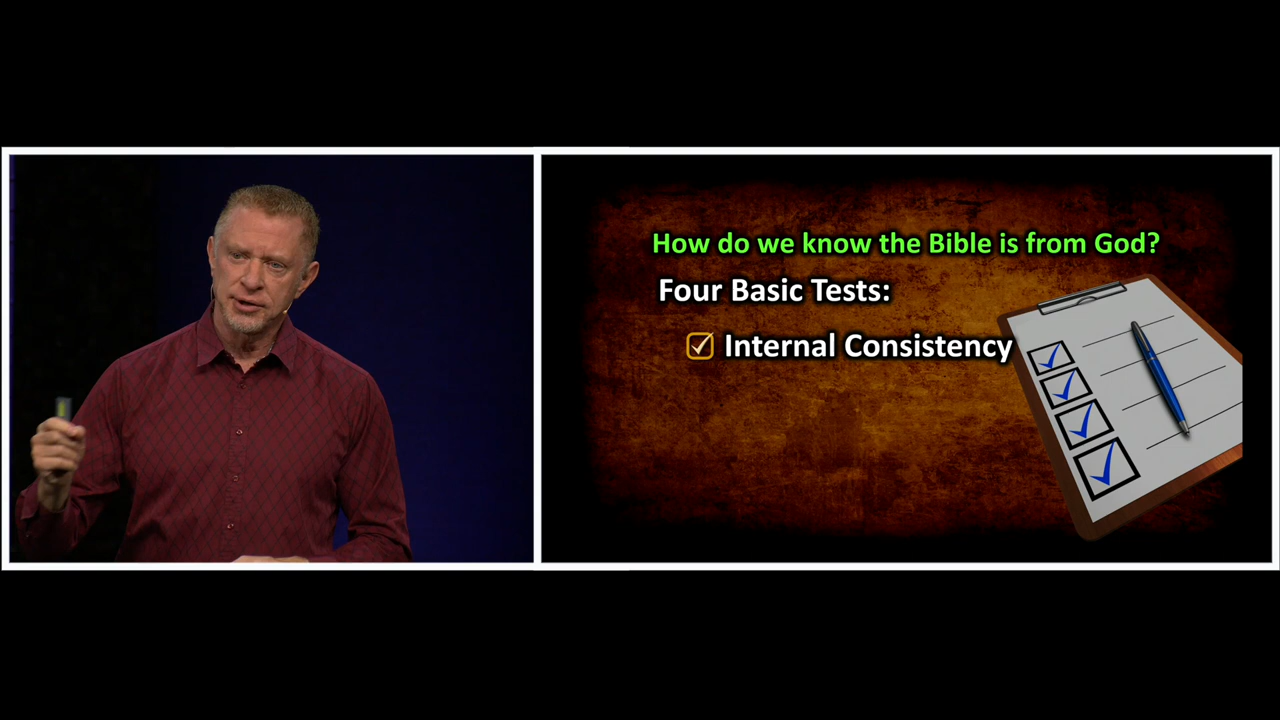 How do we know the Bible is from God?
Four Basic Tests:
Internal Consistency